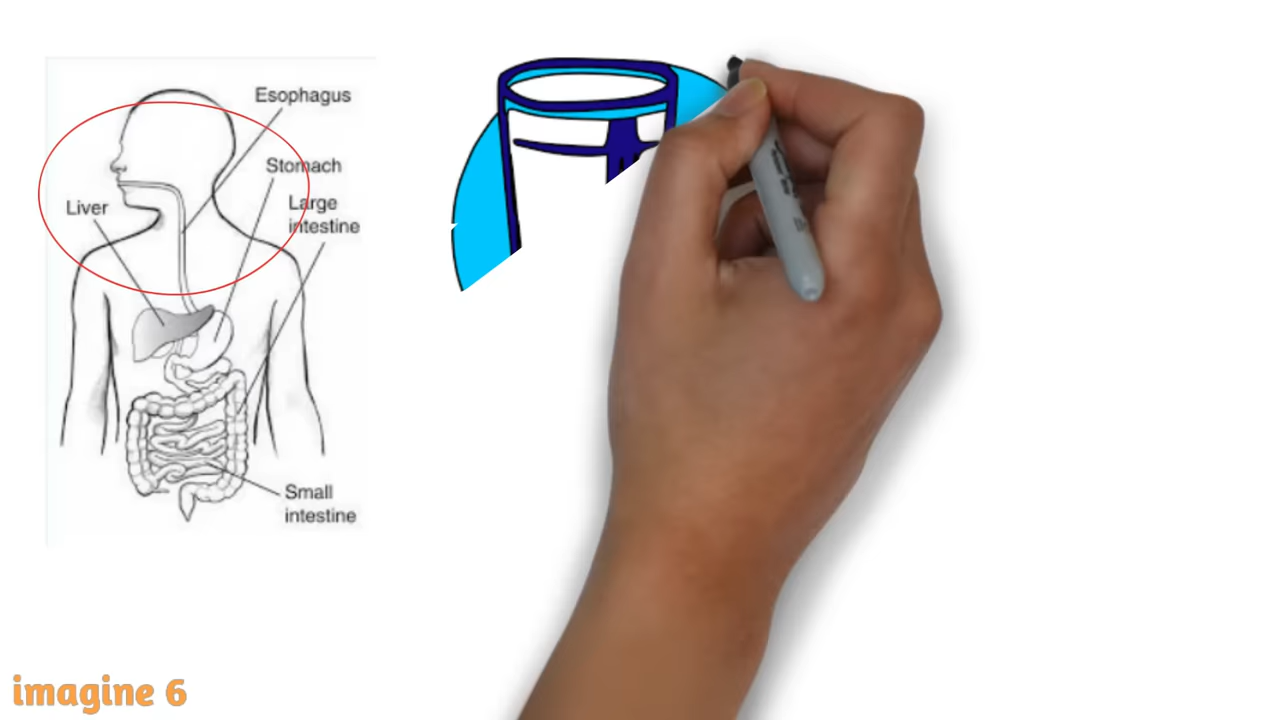 Esophagus
Stomach
Liver
Large
intestine
Small
intestine
imagine 6